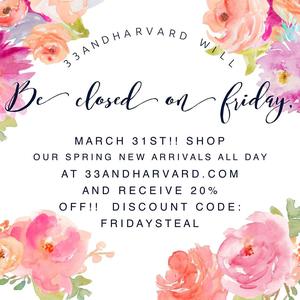 33ANDHARVARD WILL
Be closed on friday.
MARCH 31ST!! SHOP
OUR SPRING NEW ARRIVALS ALL DAY
AT 33ANDHARVARD.COM
AND RECEIVE 20%
OFF!! DISCOUNT CODE:
FRIDAYSTEAL